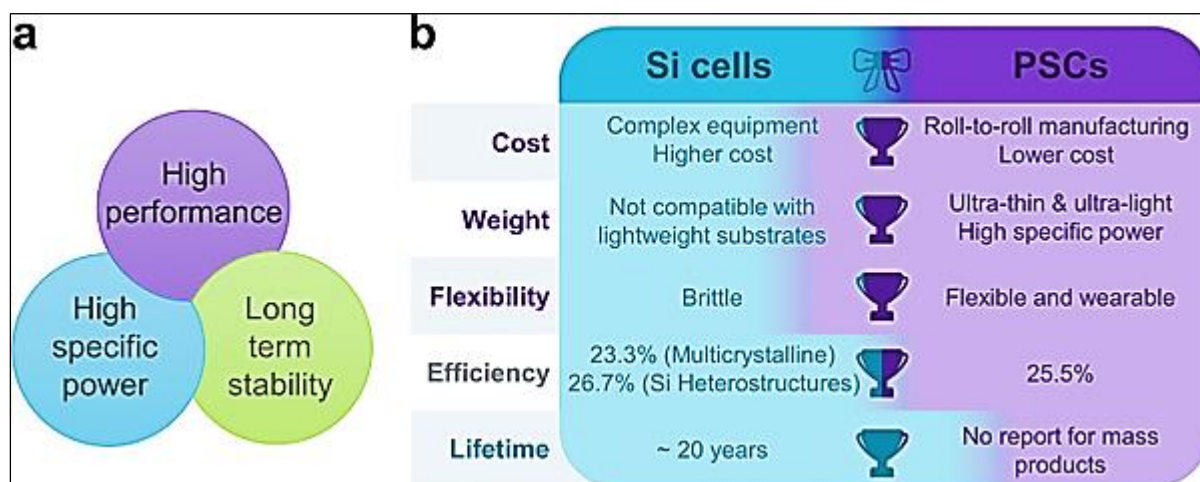 a
High
performance
High
specific
power
Long
term
stability
b
Si cells
PSCs
Cost
Complex equipment
Higher cost
Roll-to-roll manufacturing
Lower cost
Weight
Not compatible with
lightweight substrates
Ultra-thin & ultra-light
High specific power
Flexibility
Brittle
Flexible and wearable
Efficiency
23.3% (Multicrystalline)
26.7% (Si Heterostructures)
25.5%
Lifetime
~ 20 years
No report for mass
products